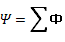 Ψ = ∑Φ